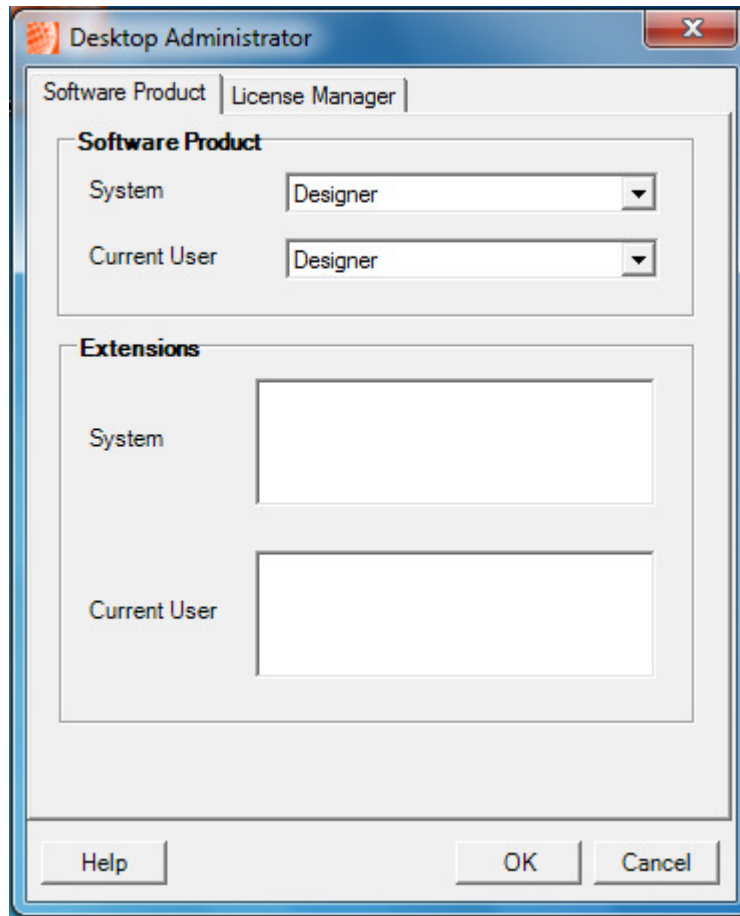 Desktop Administrator
Software Product License Manager
Software Product
System Designer
Current User Designer
Extensions
System
Current User
Help OK Cancel